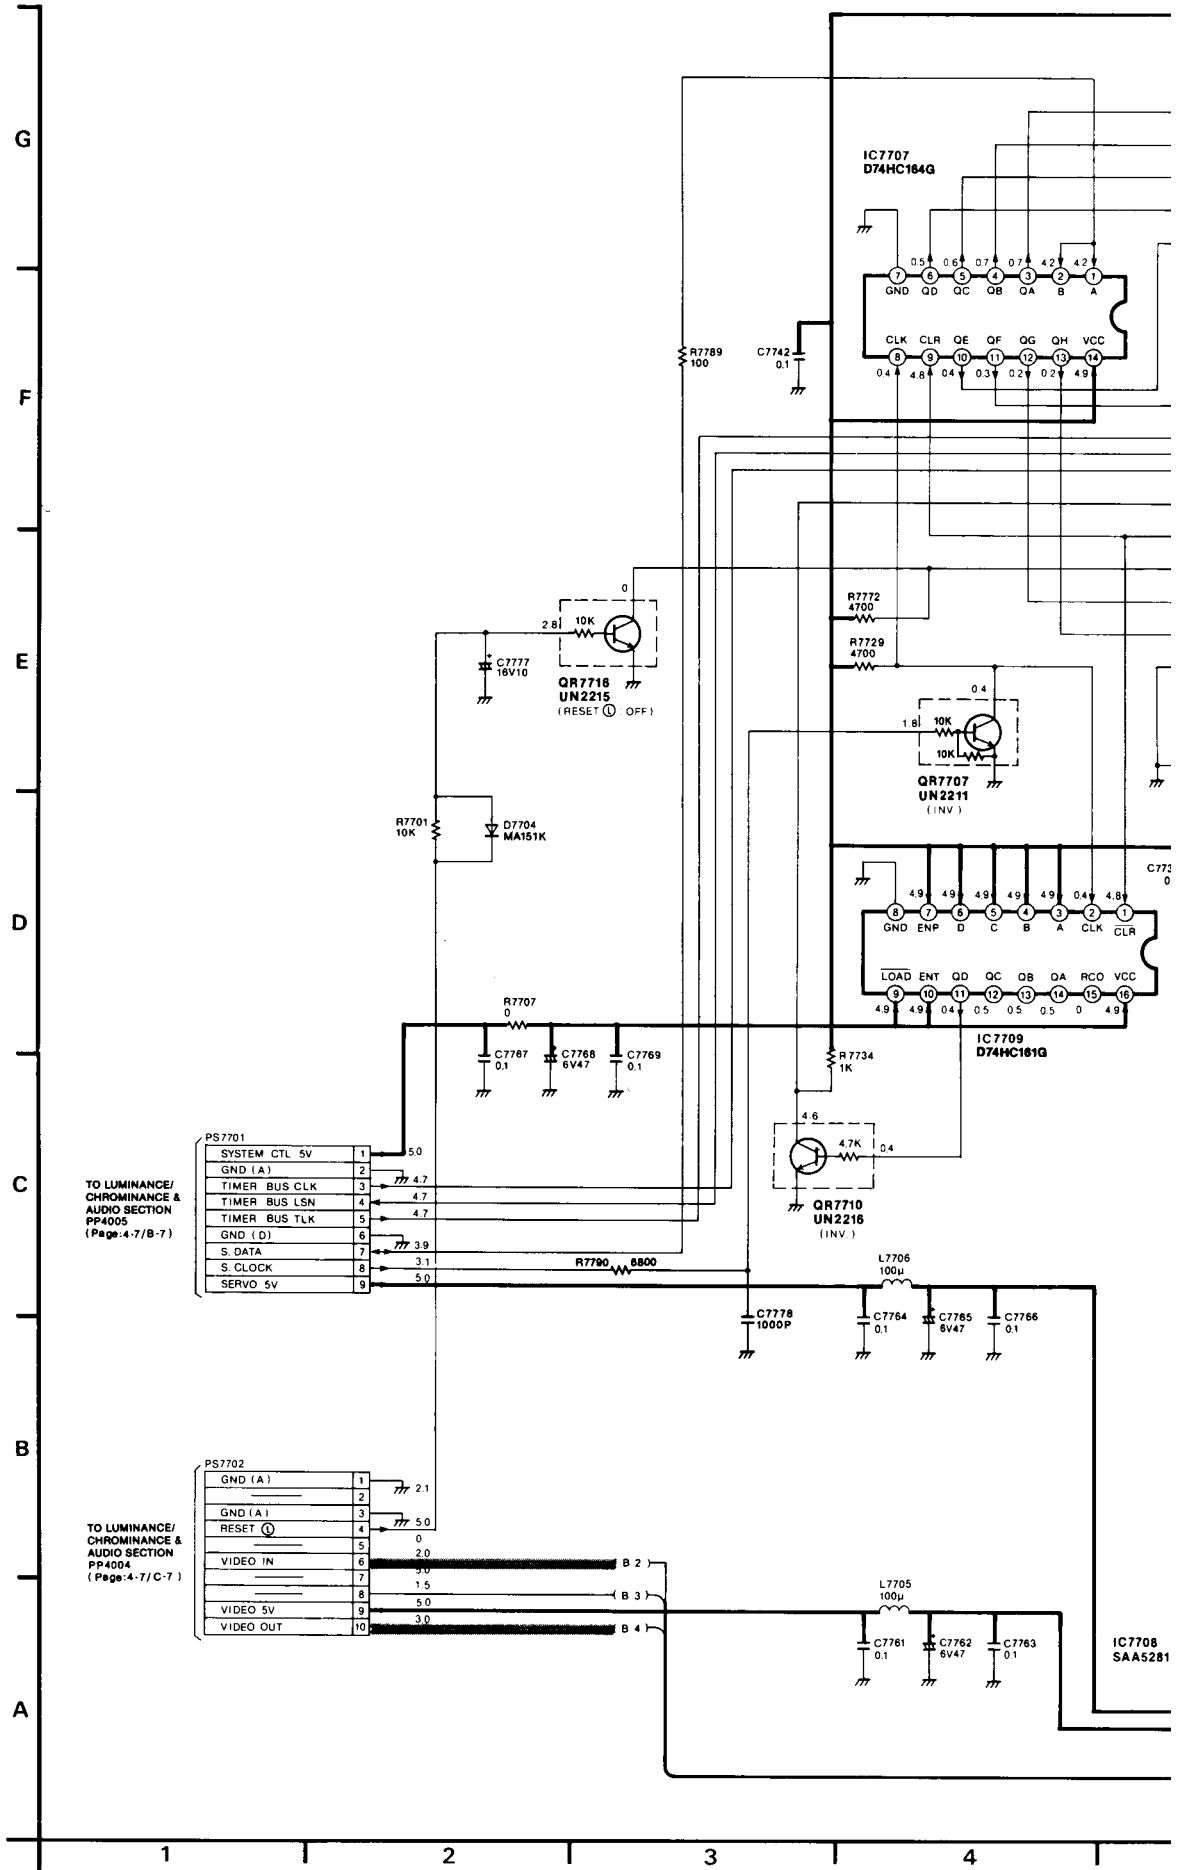 G
F
E
D
C
B
A
1
2
3
4
IC7707
D74HC164G
0.5
0.6
0.7
0.7
4.2
4.2
7
6
5
4
3
2
1
GND
QD
QC
QB
QA
B
A
CLK
CLR
QE
QF
QG
QH
VCC
8
9
10
11
12
13
14
0.4
4.8
0.4
0.3
0.2
0.2
4.9
R7789
100
C7742
0.1
0
2.8
10K
C7777
16V10
QR7716
UN2215
(RESET Ⓛ : OFF)
R7772
4700
R7729
4700
0.4
1.8
10K
10K
QR7707
UN2211
(INV)
R7701
10K
D7704
MA151K
C773
0
4.9
4.9
4.9
4.9
4.9
0.4
4.8
8
7
6
5
4
3
2
1
GND
ENP
D
C
B
A
CLK
CLR
LOAD
ENT
QD
QC
QB
QA
RCO
VCC
9
10
11
12
13
14
15
16
4.9
4.9
0.4
0.5
0.5
0.5
0
4.9
IC7709
D74HC161G
R7707
0
C7767
0.1
C7768
6V47
C7769
0.1
R7734
1K
4.6
4.7K
0.4
QR7710
UN2216
(INV.)
PS7701
SYSTEM CTL 5V 1 5.0
GND (A) 2
TIMER BUS CLK 3 4.7
TIMER BUS LSN 4 4.7
TIMER BUS TLK 5 4.7
GND (D) 6
S. DATA 7 3.9
S. CLOCK 8 3.1
SERVO 5V 9 5.0
TO LUMINANCE/
CHROMINANCE &
AUDIO SECTION
PP4005
(Page:4-7/B-7)
R7790 6800
C7778
1000P
L7706
100μ
C7764
0.1
C7765
6V47
C7766
0.1
PS7702
GND (A) 1
2 2.1
GND (A) 3
RESET Ⓛ 4 5.0
5 0
VIDEO IN 6 2.0
7 5.0
8 1.5
VIDEO 5V 9 5.0
VIDEO OUT 10 3.0
TO LUMINANCE/
CHROMINANCE &
AUDIO SECTION
PP4004
(Page:4-7/C-7)
(B 2)
(B 3)
(B 4)
L7705
100μ
C7761
0.1
C7762
6V47
C7763
0.1
IC7708
SAA5281